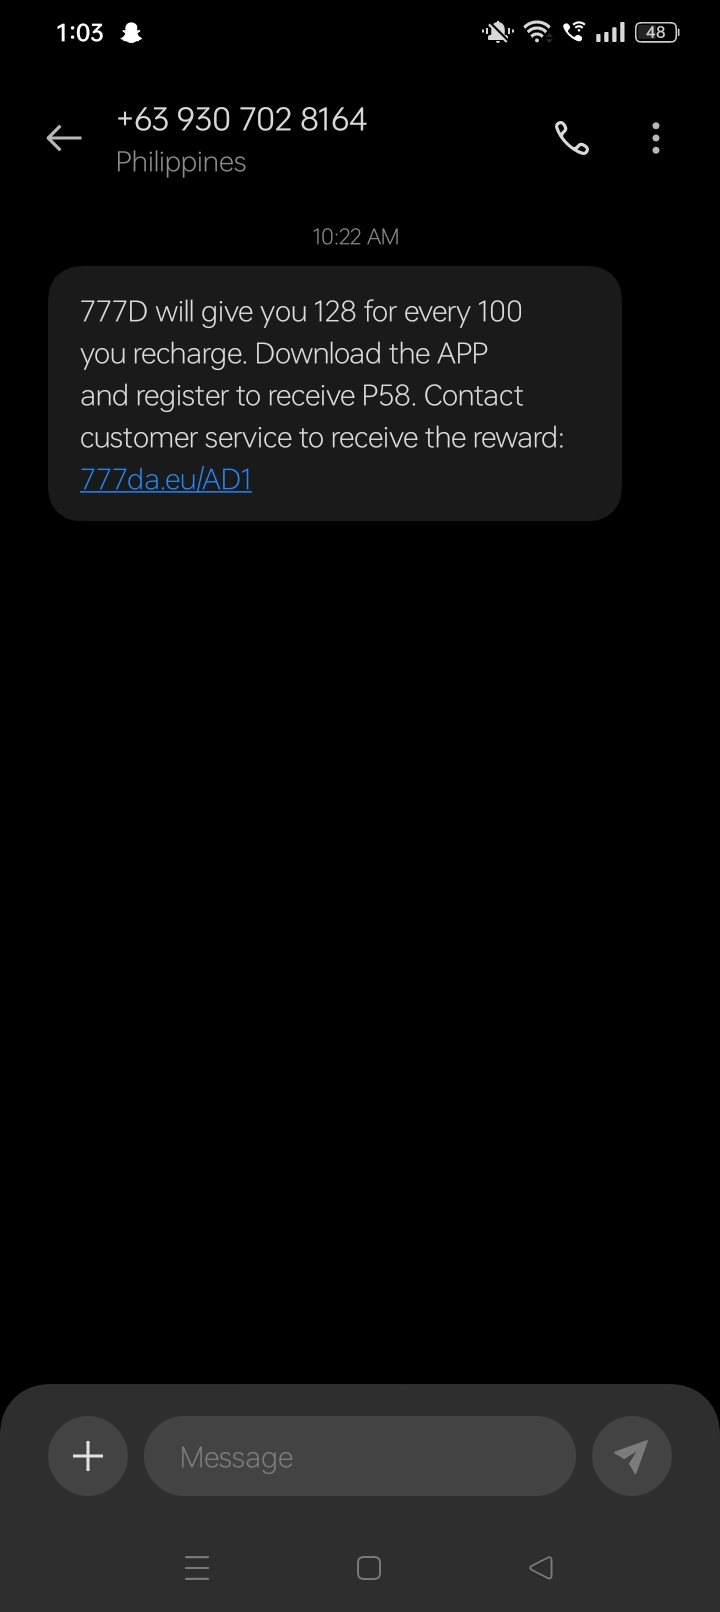 1:03
48
+63 930 702 8164
Philippines
10:22 AM
777D will give you 128 for every 100
you recharge. Download the APP
and register to receive P58. Contact
customer service to receive the reward:
777da.eu/AD1
Message